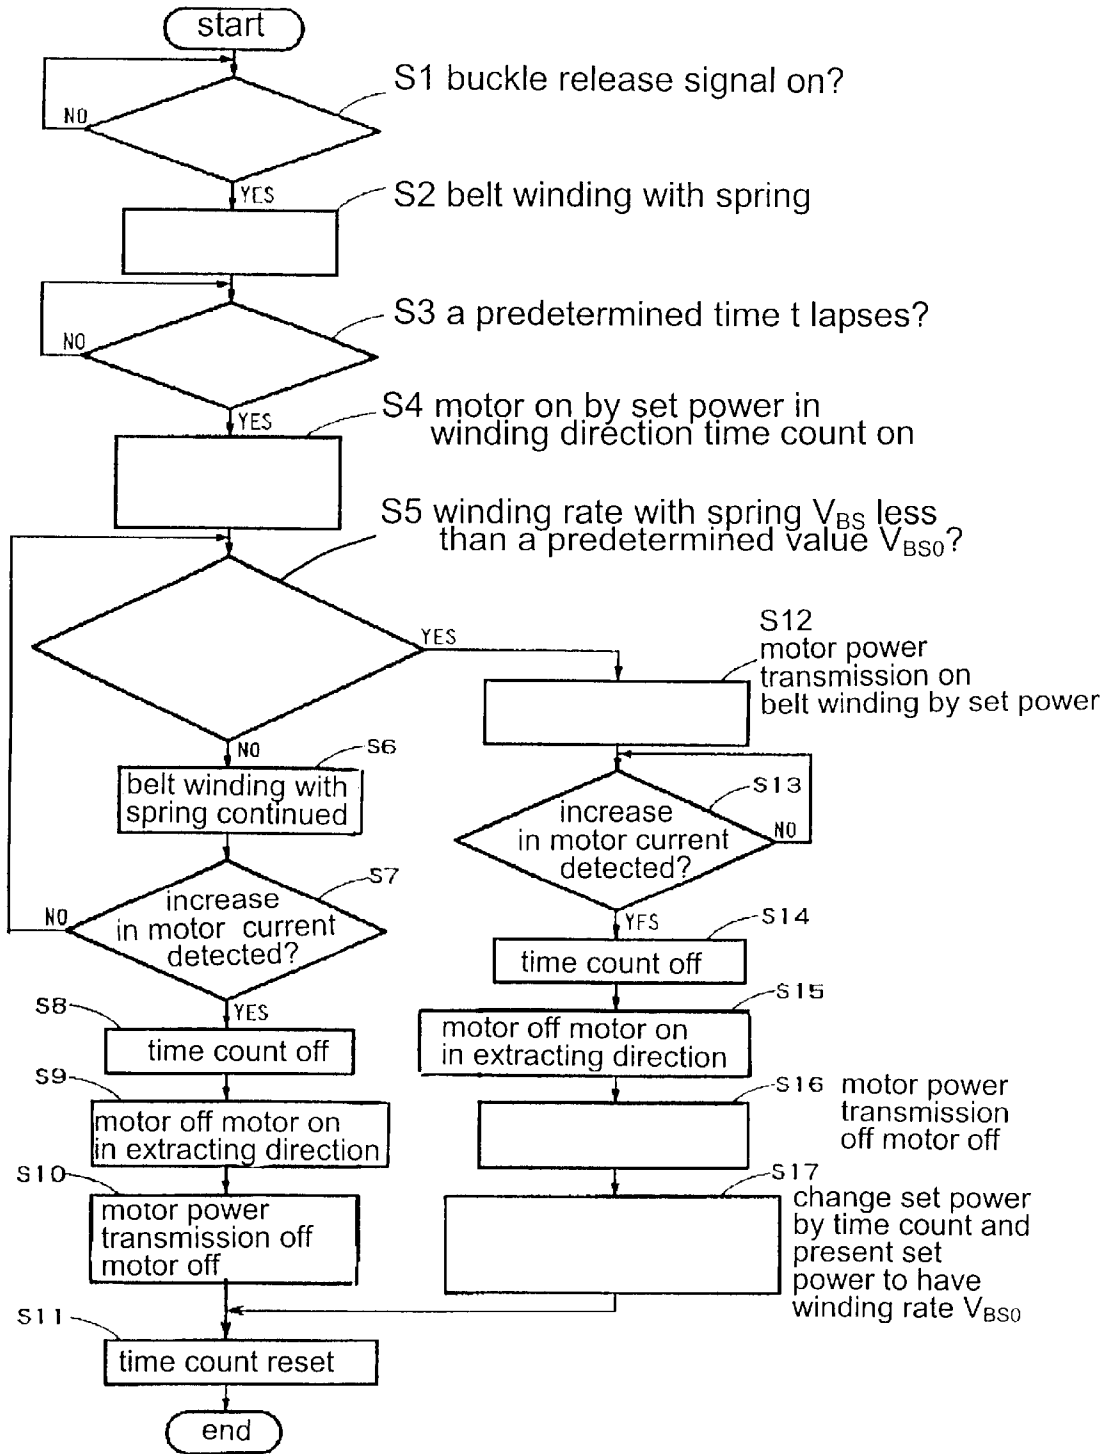 start
S1 buckle release signal on?
NO
YES
S2 belt winding with spring
S3 a predetermined time t lapses?
NO
YES
S4 motor on by set power in
winding direction time count on
S5 winding rate with spring VBS less
than a predetermined value VBS0?
YES
NO
S6
belt winding with
spring continued
S7
increase
in motor current
detected?
NO
YES
S8
time count off
S9
motor off motor on
in extracting direction
S10
motor power
transmission off
motor off
S12
motor power
transmission on
belt winding by set power
S13
increase
in motor current
detected?
NO
YES
S14
time count off
S15
motor off motor on
in extracting direction
S16 motor power
transmission
off motor off
S17
change set power
by time count and
present set
power to have
winding rate VBS0
S11
time count reset
end